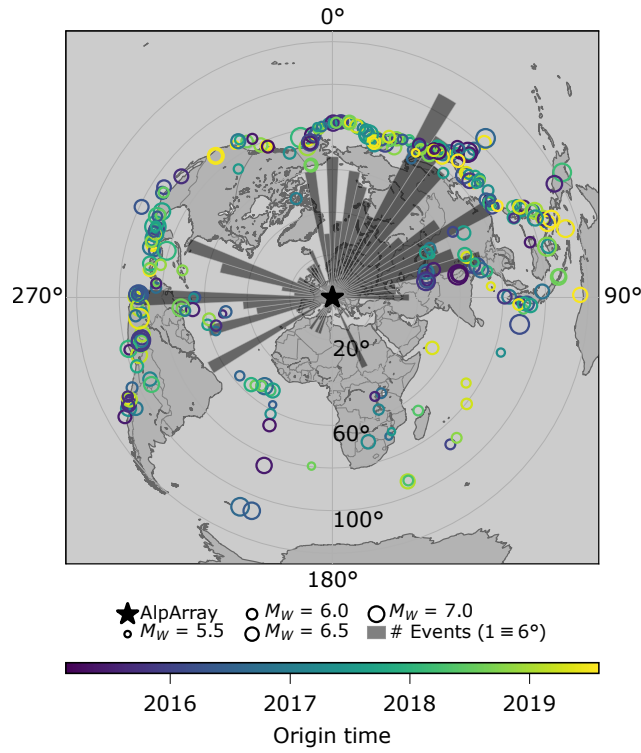 0°
270°
90°
20°
60°
100°
180°
AlpArray
M_W = 6.0
M_W = 7.0
M_W = 5.5
M_W = 6.5
# Events (1 ≡ 6°)
2016
2017
2018
2019
Origin time